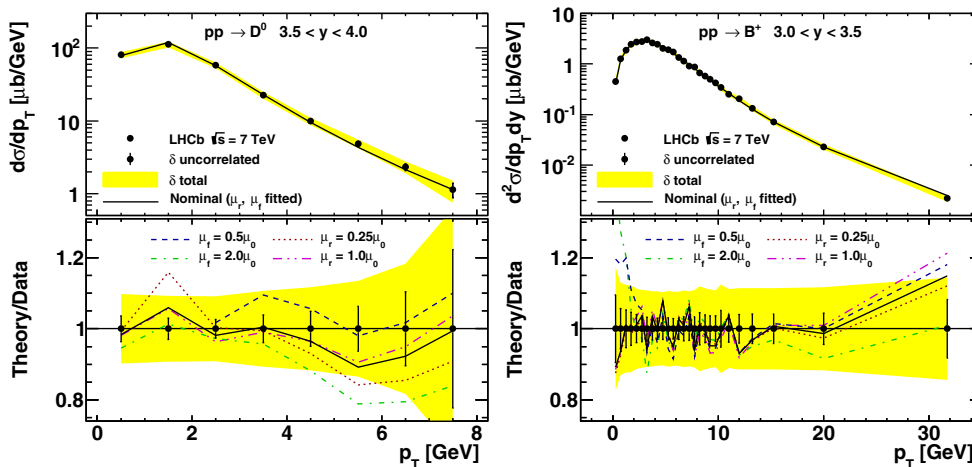 pp → D⁰ 3.5 < y < 4.0
dσ/dp_T [μb/GeV]
10²
10
1
LHCb √s = 7 TeV
δ uncorrelated
δ total
Nominal (μ_r, μ_f fitted)
Theory/Data
1.2
1
0.8
μ_f = 0.5μ_0
μ_r = 0.25μ_0
μ_f = 2.0μ_0
μ_r = 1.0μ_0
0 2 4 6 8
p_T [GeV]
pp → B⁺ 3.0 < y < 3.5
d²σ/dp_T dy [μb/GeV]
10
1
10⁻¹
10⁻²
LHCb √s = 7 TeV
δ uncorrelated
δ total
Nominal (μ_r, μ_f fitted)
Theory/Data
1.2
1
0.8
μ_f = 0.5μ_0
μ_r = 0.25μ_0
μ_f = 2.0μ_0
μ_r = 1.0μ_0
0 10 20 30
p_T [GeV]